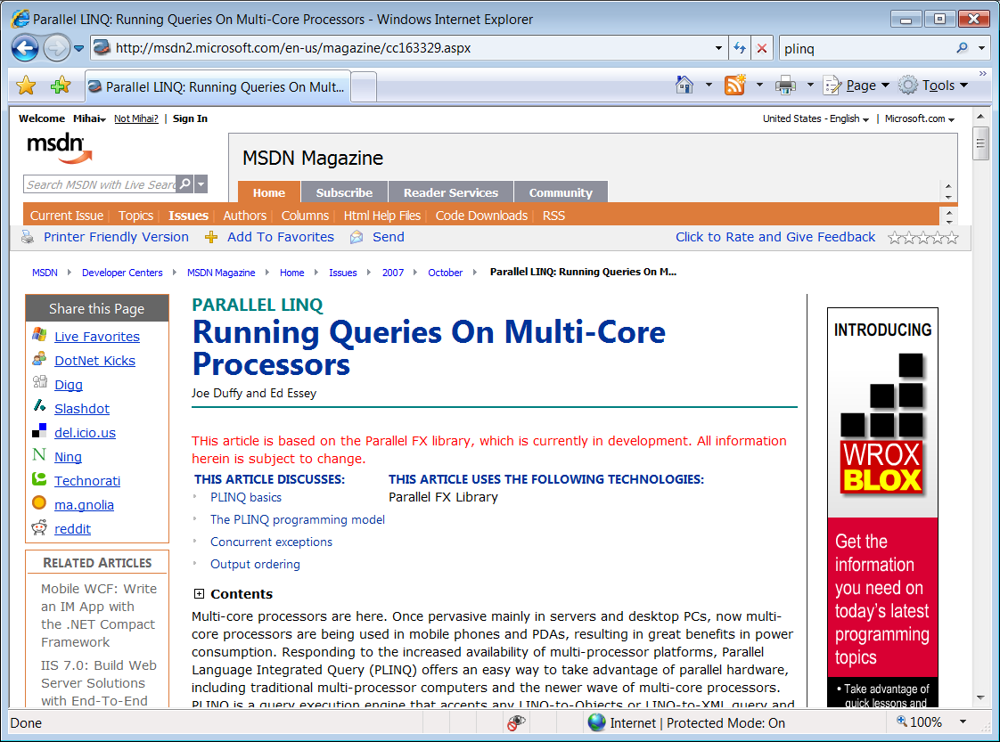 Parallel LINQ: Running Queries On Multi-Core Processors - Windows Internet Explorer
http://msdn2.microsoft.com/en-us/magazine/cc163329.aspx
plinq
Parallel LINQ: Running Queries On Mult...
Page
Tools
Welcome Mihai Not Mihai? | Sign In
United States - English | Microsoft.com
msdn
MSDN Magazine
Search MSDN with Live Searc
Home Subscribe Reader Services Community
Current Issue | Topics | Issues | Authors | Columns | Html Help Files | Code Downloads | RSS
Printer Friendly Version Add To Favorites Send
Click to Rate and Give Feedback
MSDN Developer Centers MSDN Magazine Home Issues 2007 October Parallel LINQ: Running Queries On M...
Share this Page
Live Favorites
DotNet Kicks
Digg
Slashdot
del.icio.us
Ning
Technorati
ma.gnolia
reddit
RELATED ARTICLES
Mobile WCF: Write
an IM App with
the .NET Compact
Framework
IIS 7.0: Build Web
Server Solutions
with End-To-End
PARALLEL LINQ
Running Queries On Multi-Core
Processors
Joe Duffy and Ed Essey
THis article is based on the Parallel FX library, which is currently in development. All information
herein is subject to change.
THIS ARTICLE DISCUSSES:
PLINQ basics
The PLINQ programming model
Concurrent exceptions
Output ordering
THIS ARTICLE USES THE FOLLOWING TECHNOLOGIES:
Parallel FX Library
Contents
Multi-core processors are here. Once pervasive mainly in servers and desktop PCs, now multi-
core processors are being used in mobile phones and PDAs, resulting in great benefits in power
consumption. Responding to the increased availability of multi-processor platforms, Parallel
Language Integrated Query (PLINQ) offers an easy way to take advantage of parallel hardware,
including traditional multi-processor computers and the newer wave of multi-core processors.
PLINQ is a query execution engine that accepts any LINQ-to-Objects or LINQ-to-XML query and
INTRODUCING
WROX
BLOX
Get the
information
you need on
today's latest
programming
topics
• Take advantage of
quick lessons and
Done
Internet | Protected Mode: On
100%